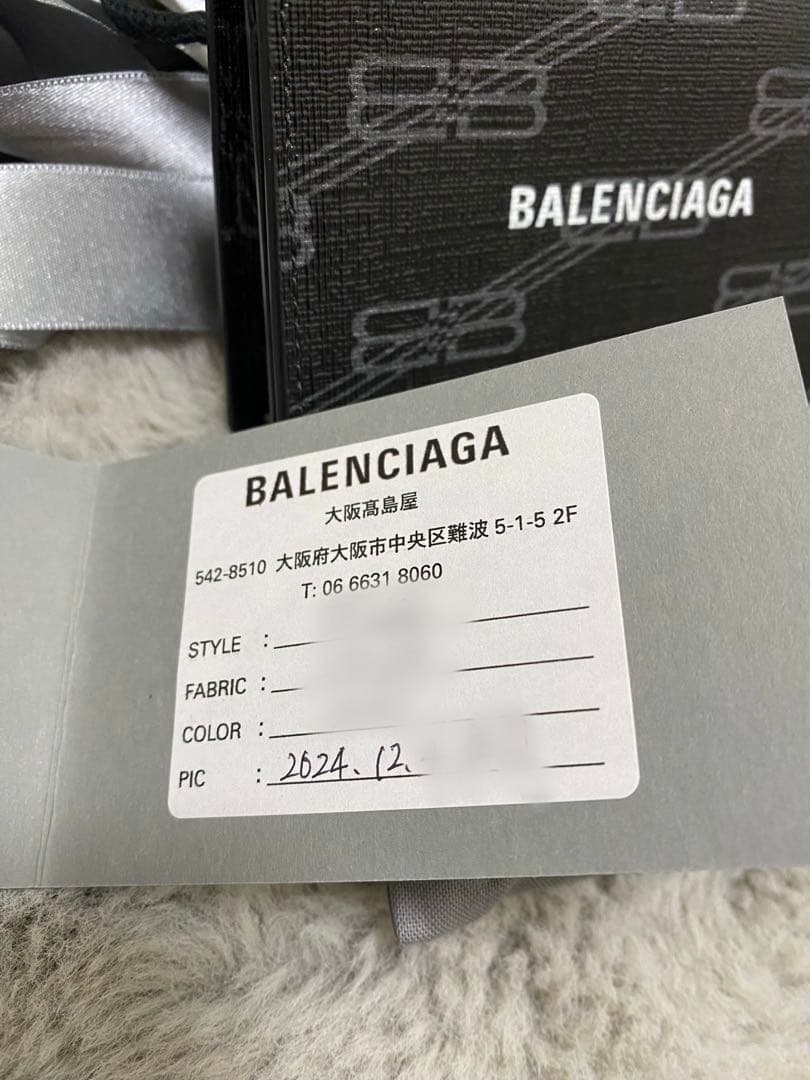 BALENCIAGA
BALENCIAGA
大阪髙島屋
542-8510 大阪府大阪市中央区難波 5-1-5 2F
T: 06 6631 8060
STYLE :
FABRIC :
COLOR :
PIC : 2024.12.